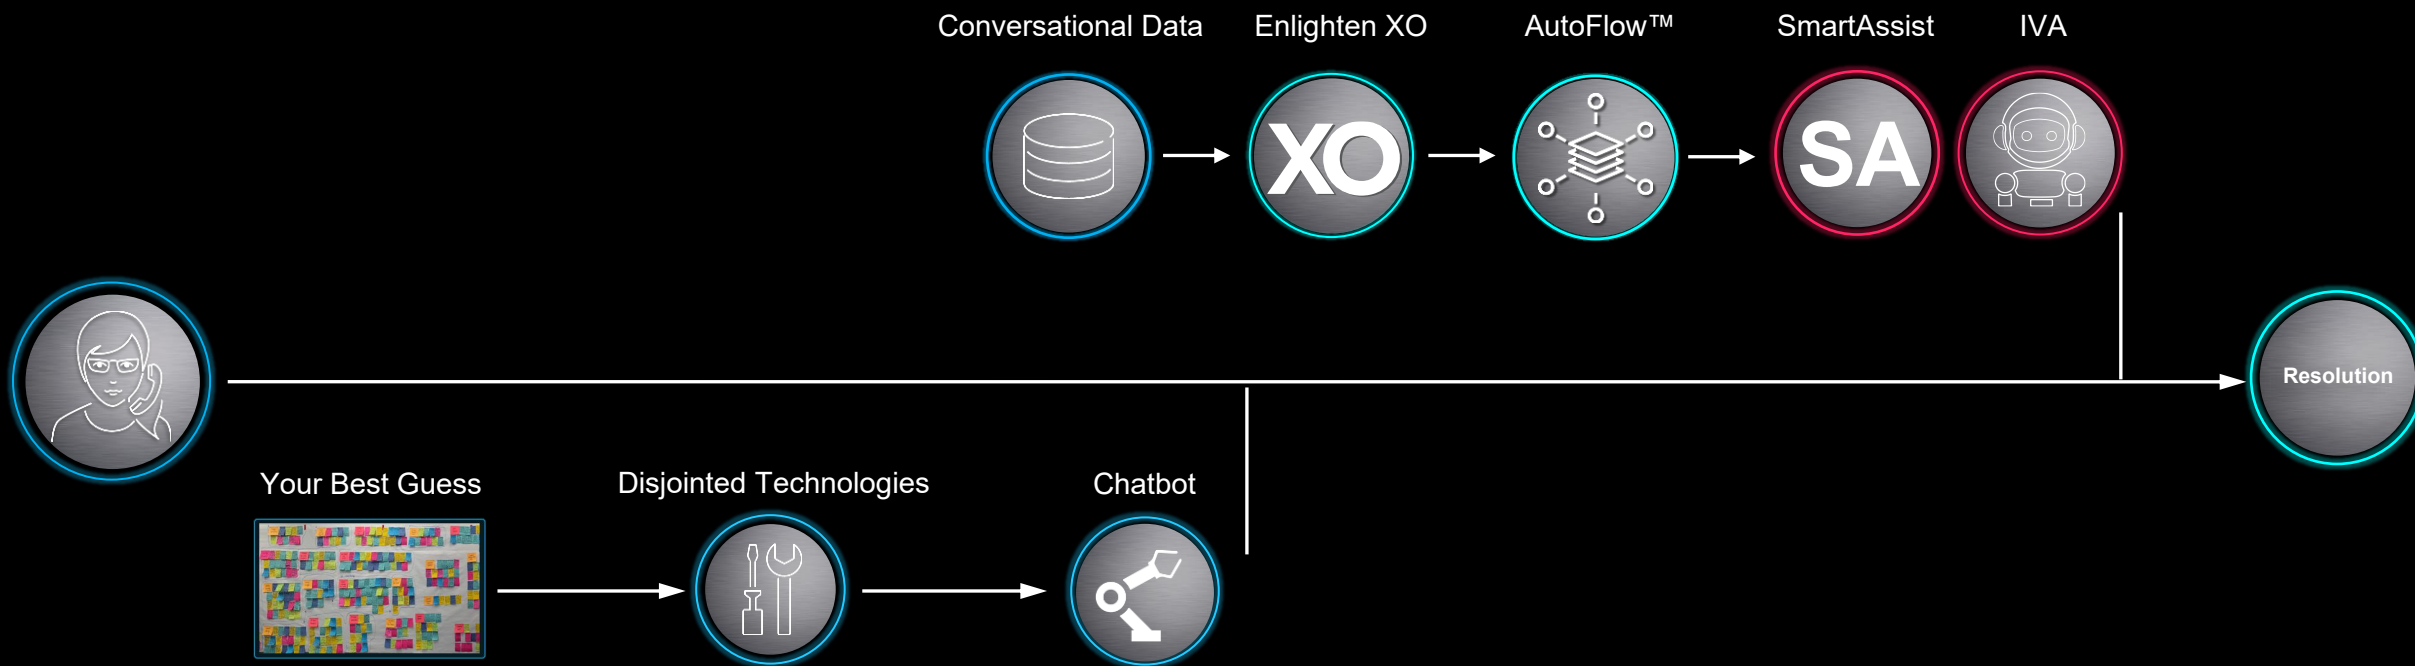 Conversational Data
Enlighten XO
AutoFlow™
SmartAssist
IVA
XO
SA
Resolution
Your Best Guess
Disjointed Technologies
Chatbot